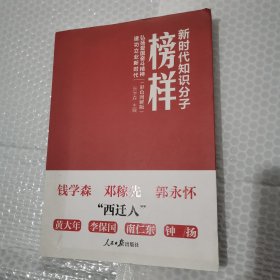 新时代知识分子
榜样
弘扬爱国奋斗精神
建功立业新时代
钱学森 邓稼先 郭永怀
“西迁人”
黄大年 李保国 南仁东 钟扬
人民日报出版社